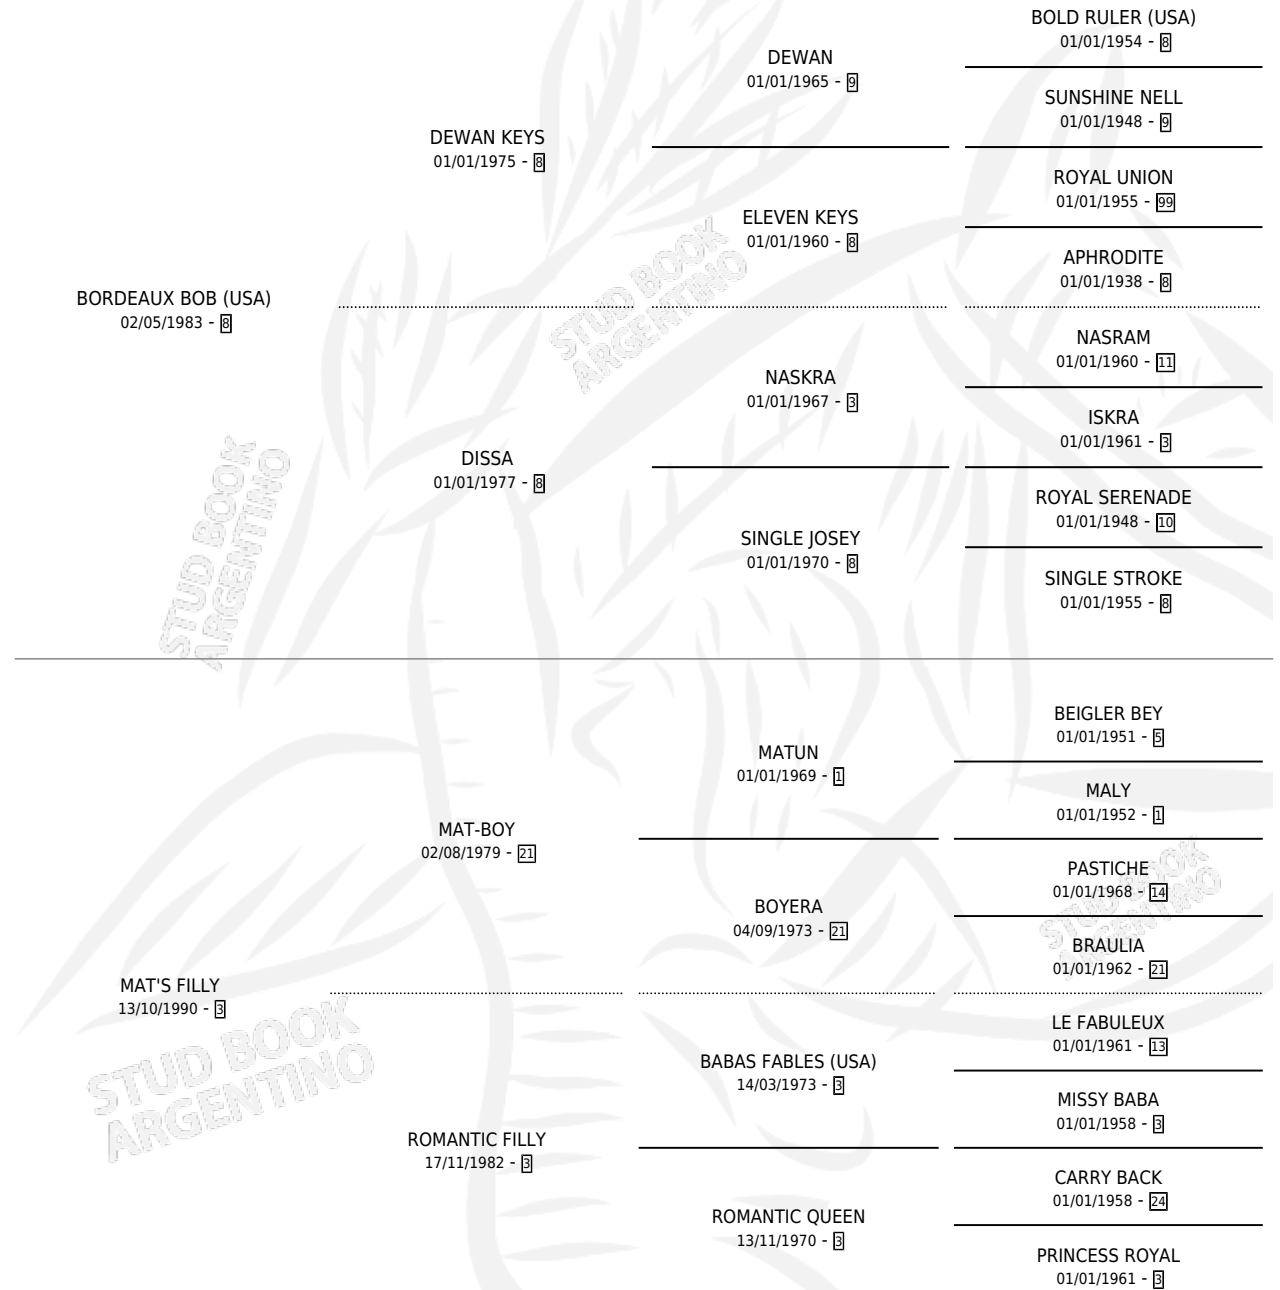 BORDEAUX BOB (USA)
02/05/1983 - 8
DEWAN KEYS
01/01/1975 - 8
DEWAN
01/01/1965 - 9
BOLD RULER (USA)
01/01/1954 - 8
SUNSHINE NELL
01/01/1948 - 9
ELEVEN KEYS
01/01/1960 - 8
ROYAL UNION
01/01/1955 - 99
APHRODITE
01/01/1938 - 8
DISSA
01/01/1977 - 8
NASKRA
01/01/1967 - 3
NASRAM
01/01/1960 - 11
ISKRA
01/01/1961 - 3
SINGLE JOSEY
01/01/1970 - 8
ROYAL SERENADE
01/01/1948 - 10
SINGLE STROKE
01/01/1955 - 8
MAT'S FILLY
13/10/1990 - 3
MAT-BOY
02/08/1979 - 21
MATUN
01/01/1969 - 1
BEIGLER BEY
01/01/1951 - 5
MALY
01/01/1952 - 1
BOYERA
04/09/1973 - 21
PASTICHE
01/01/1968 - 14
BRAULIA
01/01/1962 - 21
ROMANTIC FILLY
17/11/1982 - 3
BABAS FABLES (USA)
14/03/1973 - 3
LE FABULEUX
01/01/1961 - 13
MISSY BABA
01/01/1958 - 3
ROMANTIC QUEEN
13/11/1970 - 3
CARRY BACK
01/01/1958 - 24
PRINCESS ROYAL
01/01/1961 - 3
STUD BOOK
ARGENTINO
STUD BOOK
ARGENTINO
STUD BOOK
ARGENTINO
STUD BOOK
ARGENTINO